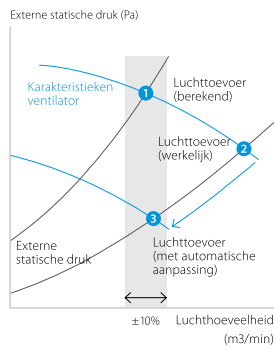 Externe statische druk (Pa)
Karakteristieken
ventilator
1
Luchttoevoer
(berekend)
Luchttoevoer
(werkelijk)
2
3
Externe
statische druk
Luchttoevoer
(met automatische
aanpassing)
±10%
Luchthoeveelheid
(m3/min)